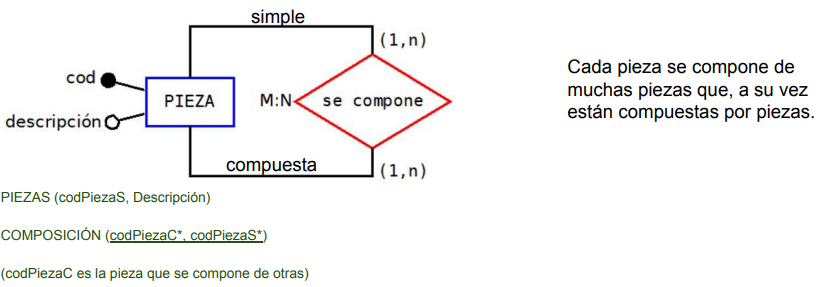 simple
(1,n)
cod
PIEZA
M:N
se compone
descripción
compuesta
(1,n)
Cada pieza se compone de
muchas piezas que, a su vez
están compuestas por piezas.
PIEZAS (codPiezaS, Descripción)
COMPOSICIÓN (codPiezaC*, codPiezaS*)
(codPiezaC es la pieza que se compone de otras)